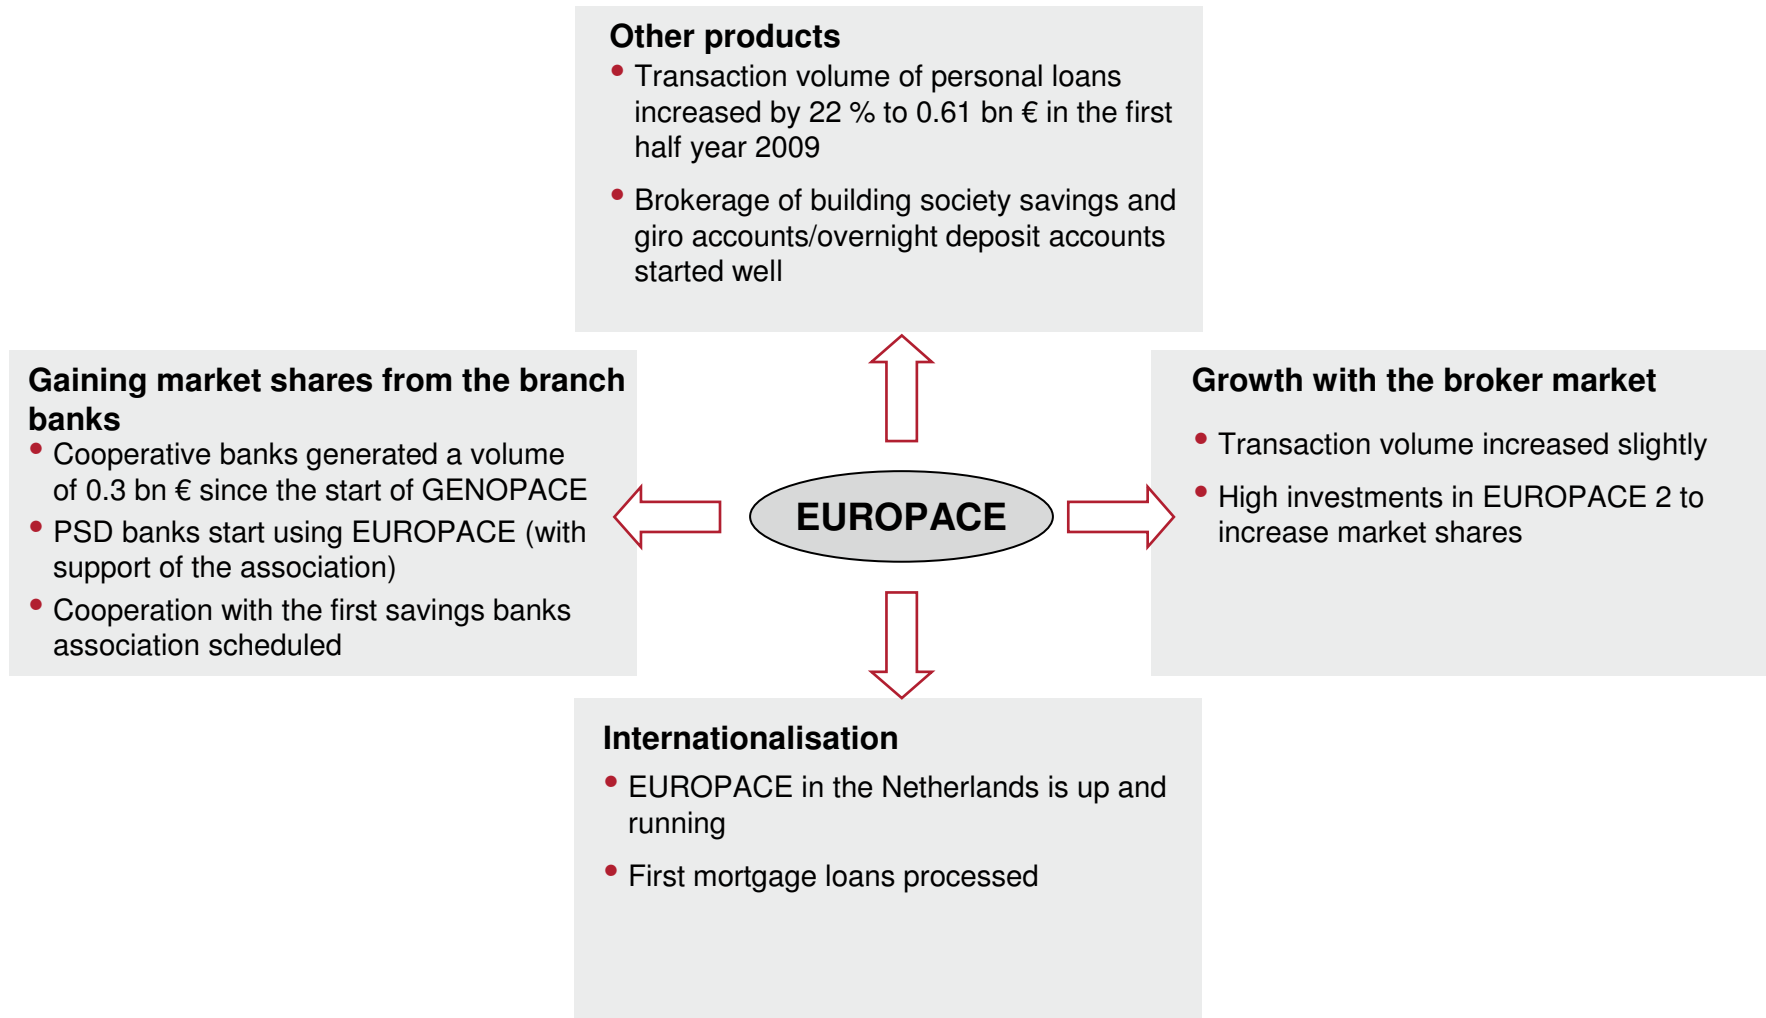 Other products
• Transaction volume of personal loans
increased by 22 % to 0.61 bn € in the first
half year 2009
• Brokerage of building society savings and
giro accounts/overnight deposit accounts
started well
Gaining market shares from the branch
banks
• Cooperative banks generated a volume
of 0.3 bn € since the start of GENOPACE
• PSD banks start using EUROPACE (with
support of the association)
• Cooperation with the first savings banks
association scheduled
EUROPACE
Growth with the broker market
• Transaction volume increased slightly
• High investments in EUROPACE 2 to
increase market shares
Internationalisation
• EUROPACE in the Netherlands is up and
running
• First mortgage loans processed